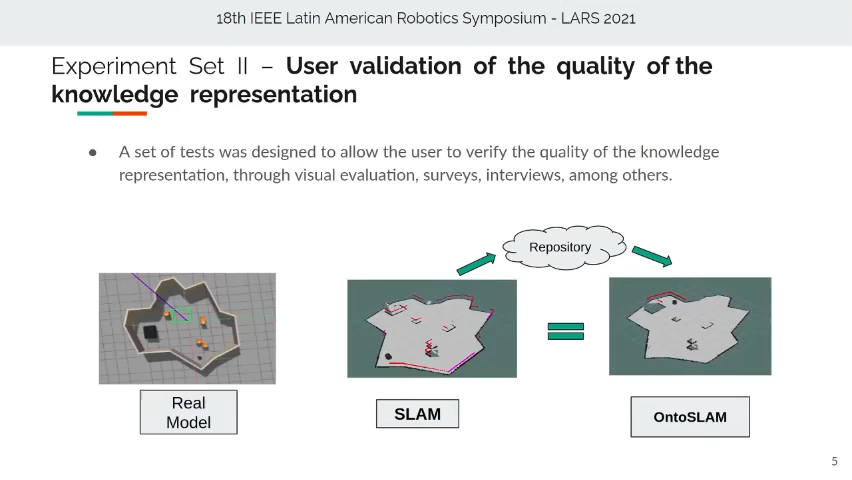 18th IEEE Latin American Robotics Symposium - LARS 2021
Experiment Set II – User validation of the quality of the
knowledge representation
● A set of tests was designed to allow the user to verify the quality of the knowledge
representation, through visual evaluation, surveys, interviews, among others.
Repository
Real
Model
SLAM
OntoSLAM
5